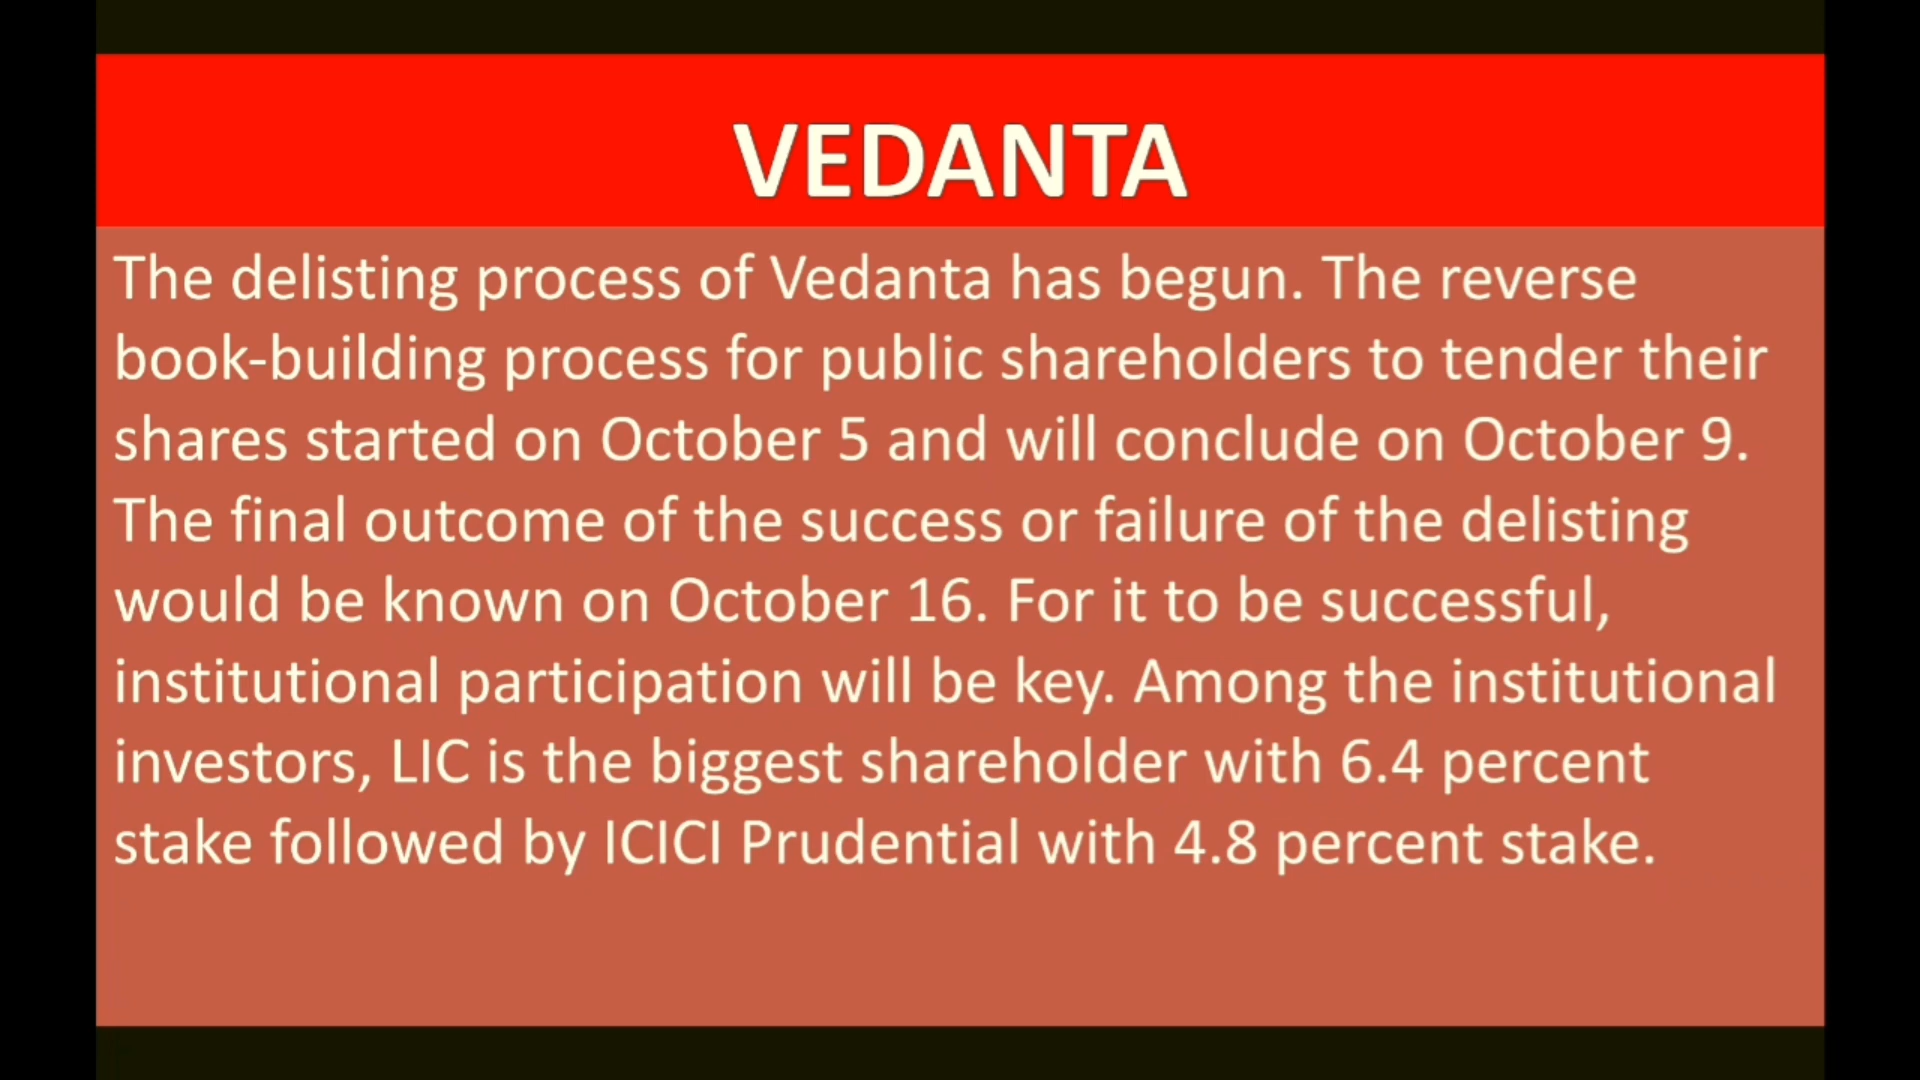 VEDANTA
The delisting process of Vedanta has begun. The reverse
book-building process for public shareholders to tender their
shares started on October 5 and will conclude on October 9.
The final outcome of the success or failure of the delisting
would be known on October 16. For it to be successful,
institutional participation will be key. Among the institutional
investors, LIC is the biggest shareholder with 6.4 percent
stake followed by ICICI Prudential with 4.8 percent stake.